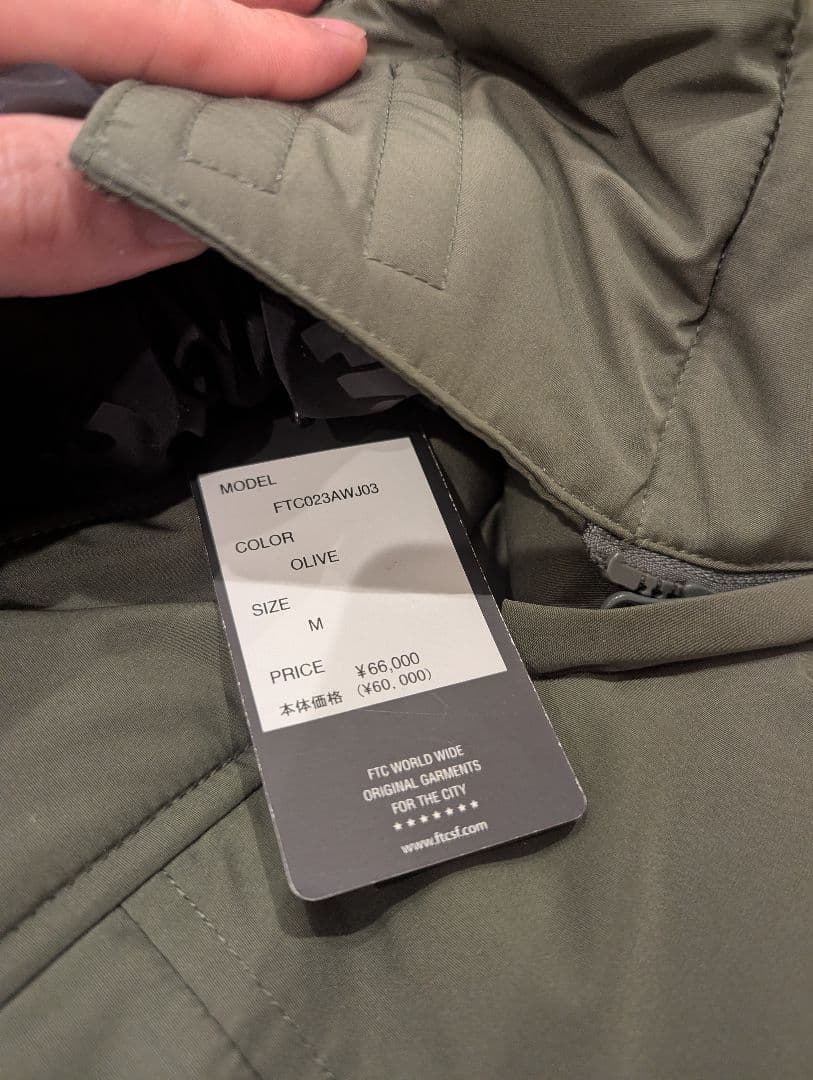 MODEL
FTC023AWJ03
COLOR
OLIVE
SIZE
M
PRICE ¥66,000
本体価格 (¥60,000)
FTC WORLD WIDE
ORIGINAL GARMENTS
FOR THE CITY
★★★★★★★
www.ftcsf.com